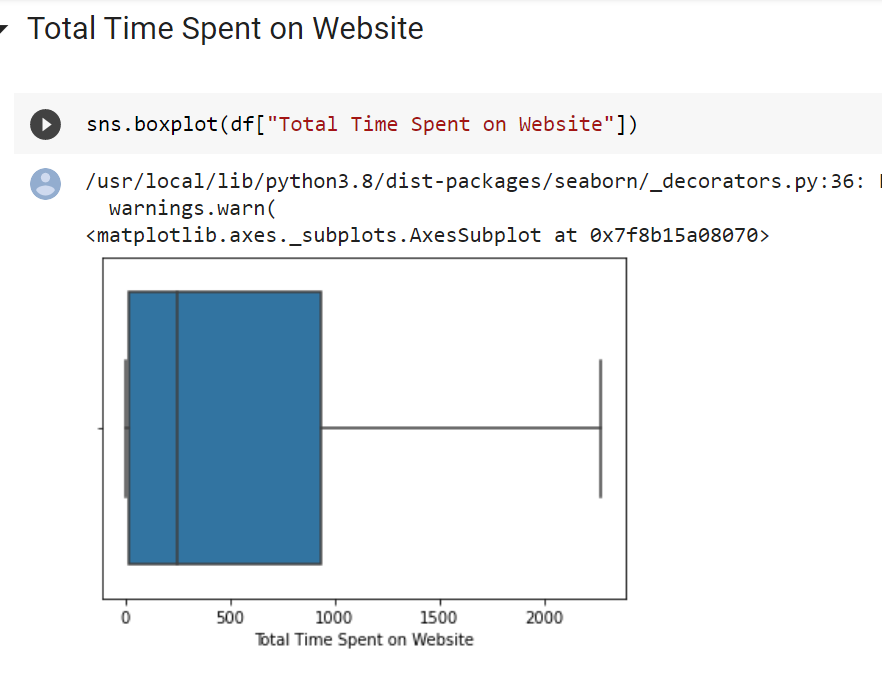 Total Time Spent on Website
sns.boxplot(df["Total Time Spent on Website"])
/usr/local/lib/python3.8/dist-packages/seaborn/_decorators.py:36:
warnings.warn(
<matplotlib.axes._subplots.AxesSubplot at 0x7f8b15a08070>
0 500 1000 1500 2000
Total Time Spent on Website